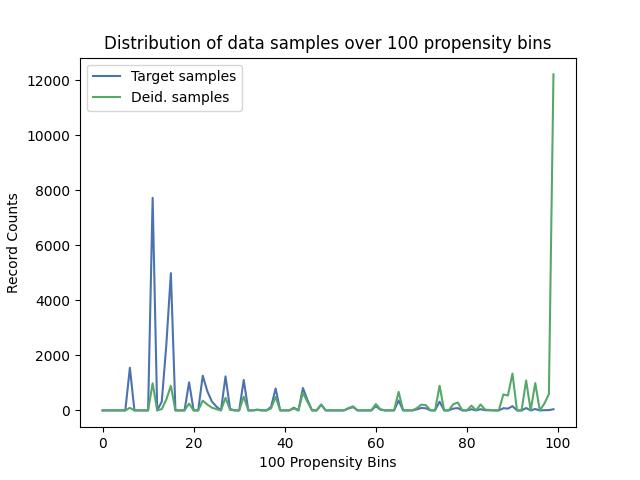 Distribution of data samples over 100 propensity bins
Target samples
Deid. samples
12000
10000
8000
6000
4000
2000
0
Record Counts
0 20 40 60 80 100
100 Propensity Bins